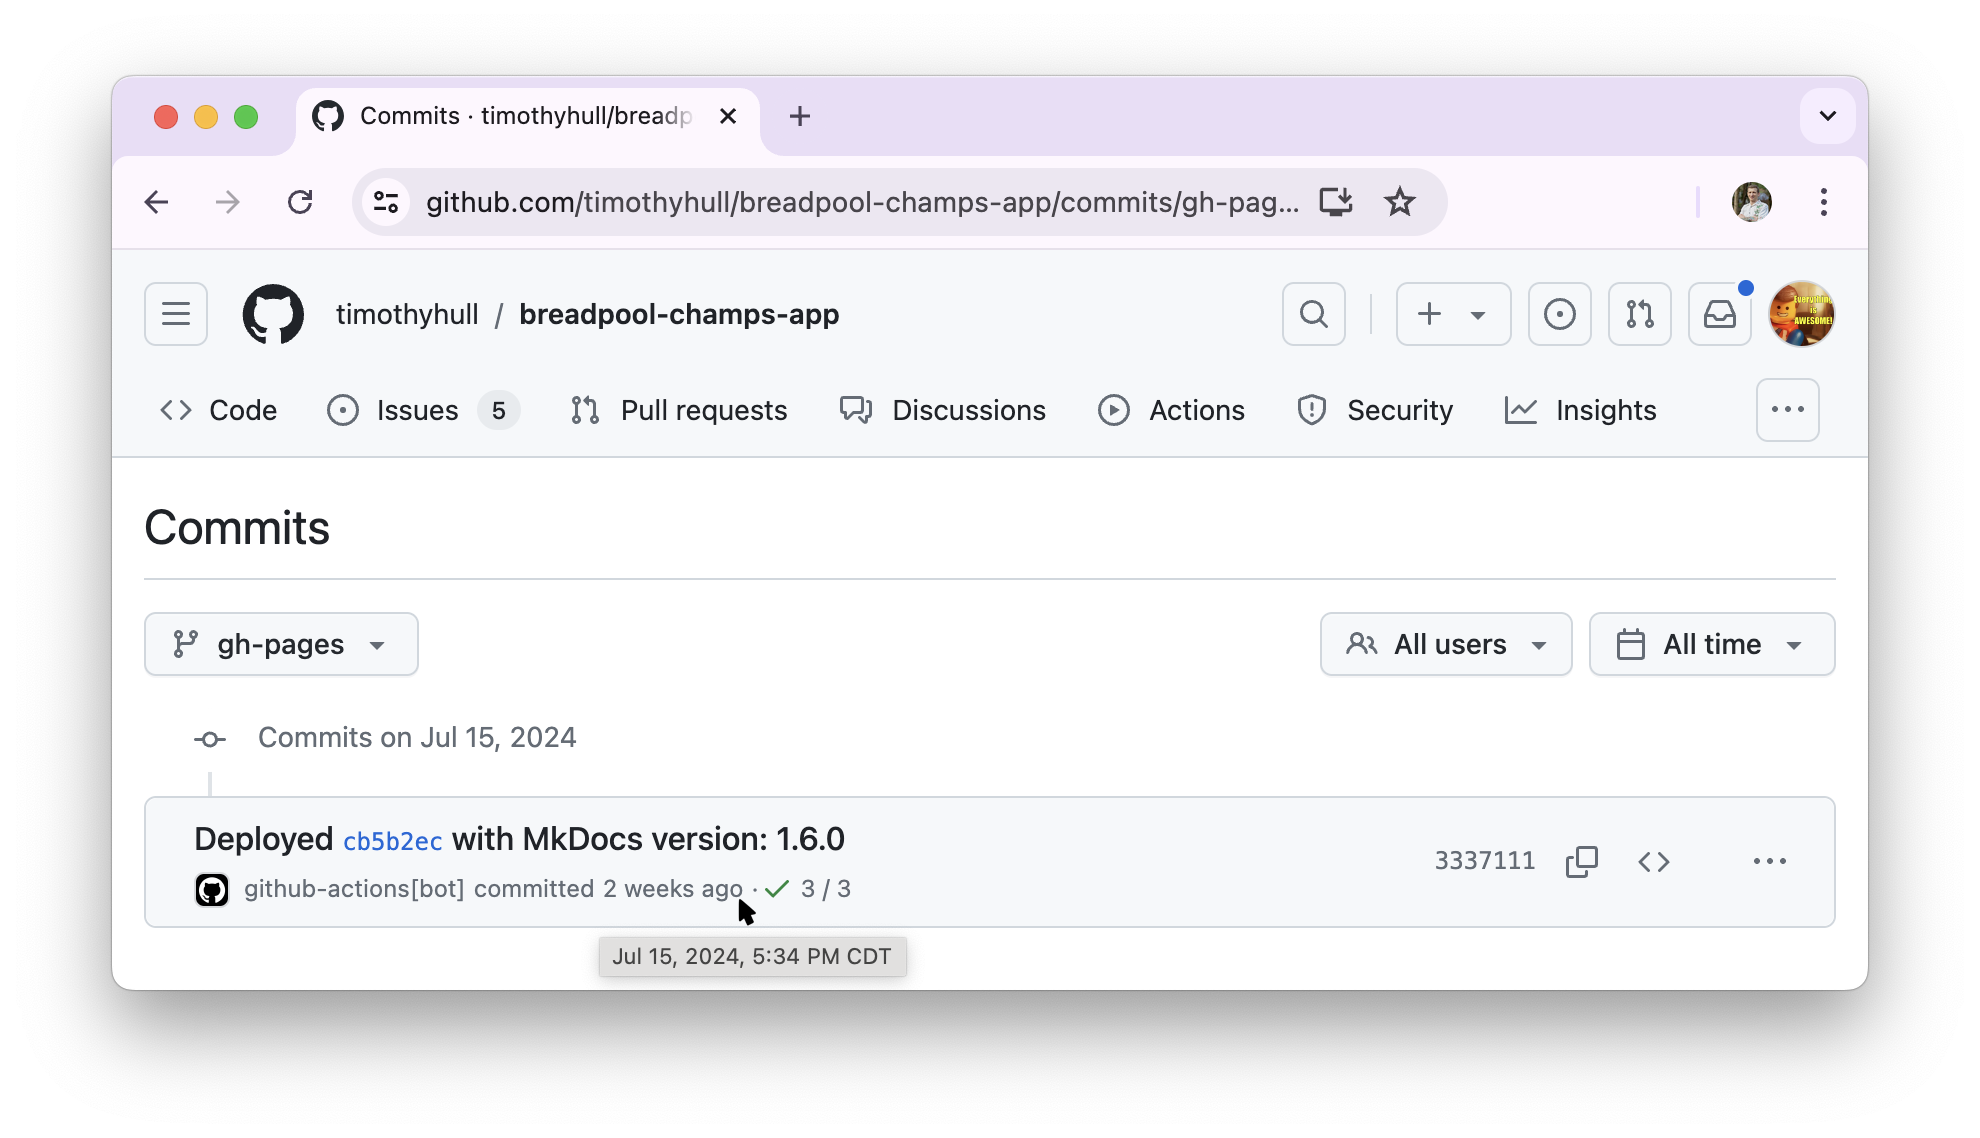 Commits · timothyhull/breadp
github.com/timothyhull/breadpool-champs-app/commits/gh-pag...
timothyhull / breadpool-champs-app
Everything
is
AWESOME!
Code Issues 5 Pull requests Discussions Actions Security Insights
Commits
gh-pages All users All time
Commits on Jul 15, 2024
Deployed cb5b2ec with MkDocs version: 1.6.0
3337111
github-actions[bot] committed 2 weeks ago · 3 / 3
Jul 15, 2024, 5:34 PM CDT